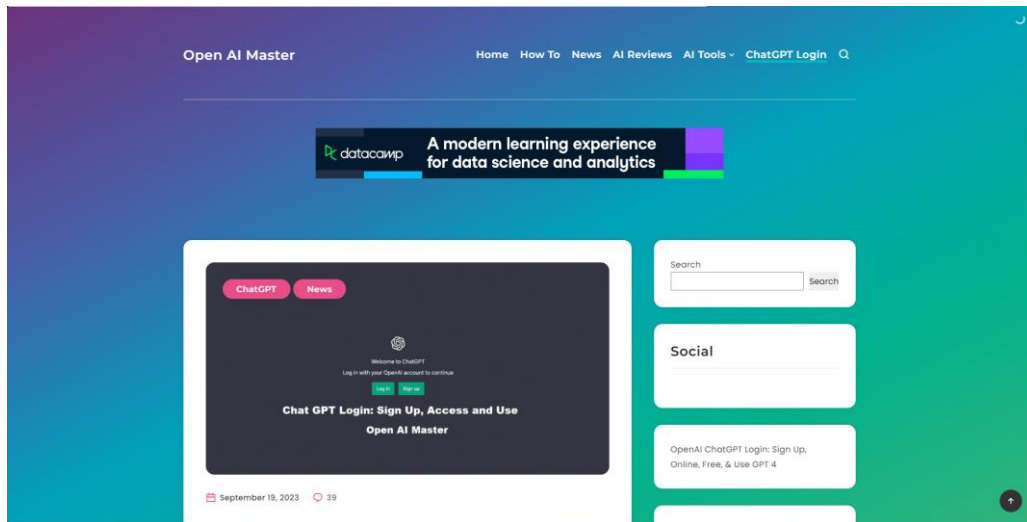 Open AI Master
Home How To News AI Reviews AI Tools ChatGPT Login
datacamp
A modern learning experience
for data science and analytics
ChatGPT News
Welcome to ChatGPT
Log in with your OpenAI account to continue
Log in Sign up
Chat GPT Login: Sign Up, Access and Use
Open AI Master
September 19, 2023 39
Search
Search
Social
OpenAI ChatGPT Login: Sign Up,
Online, Free, & Use GPT 4